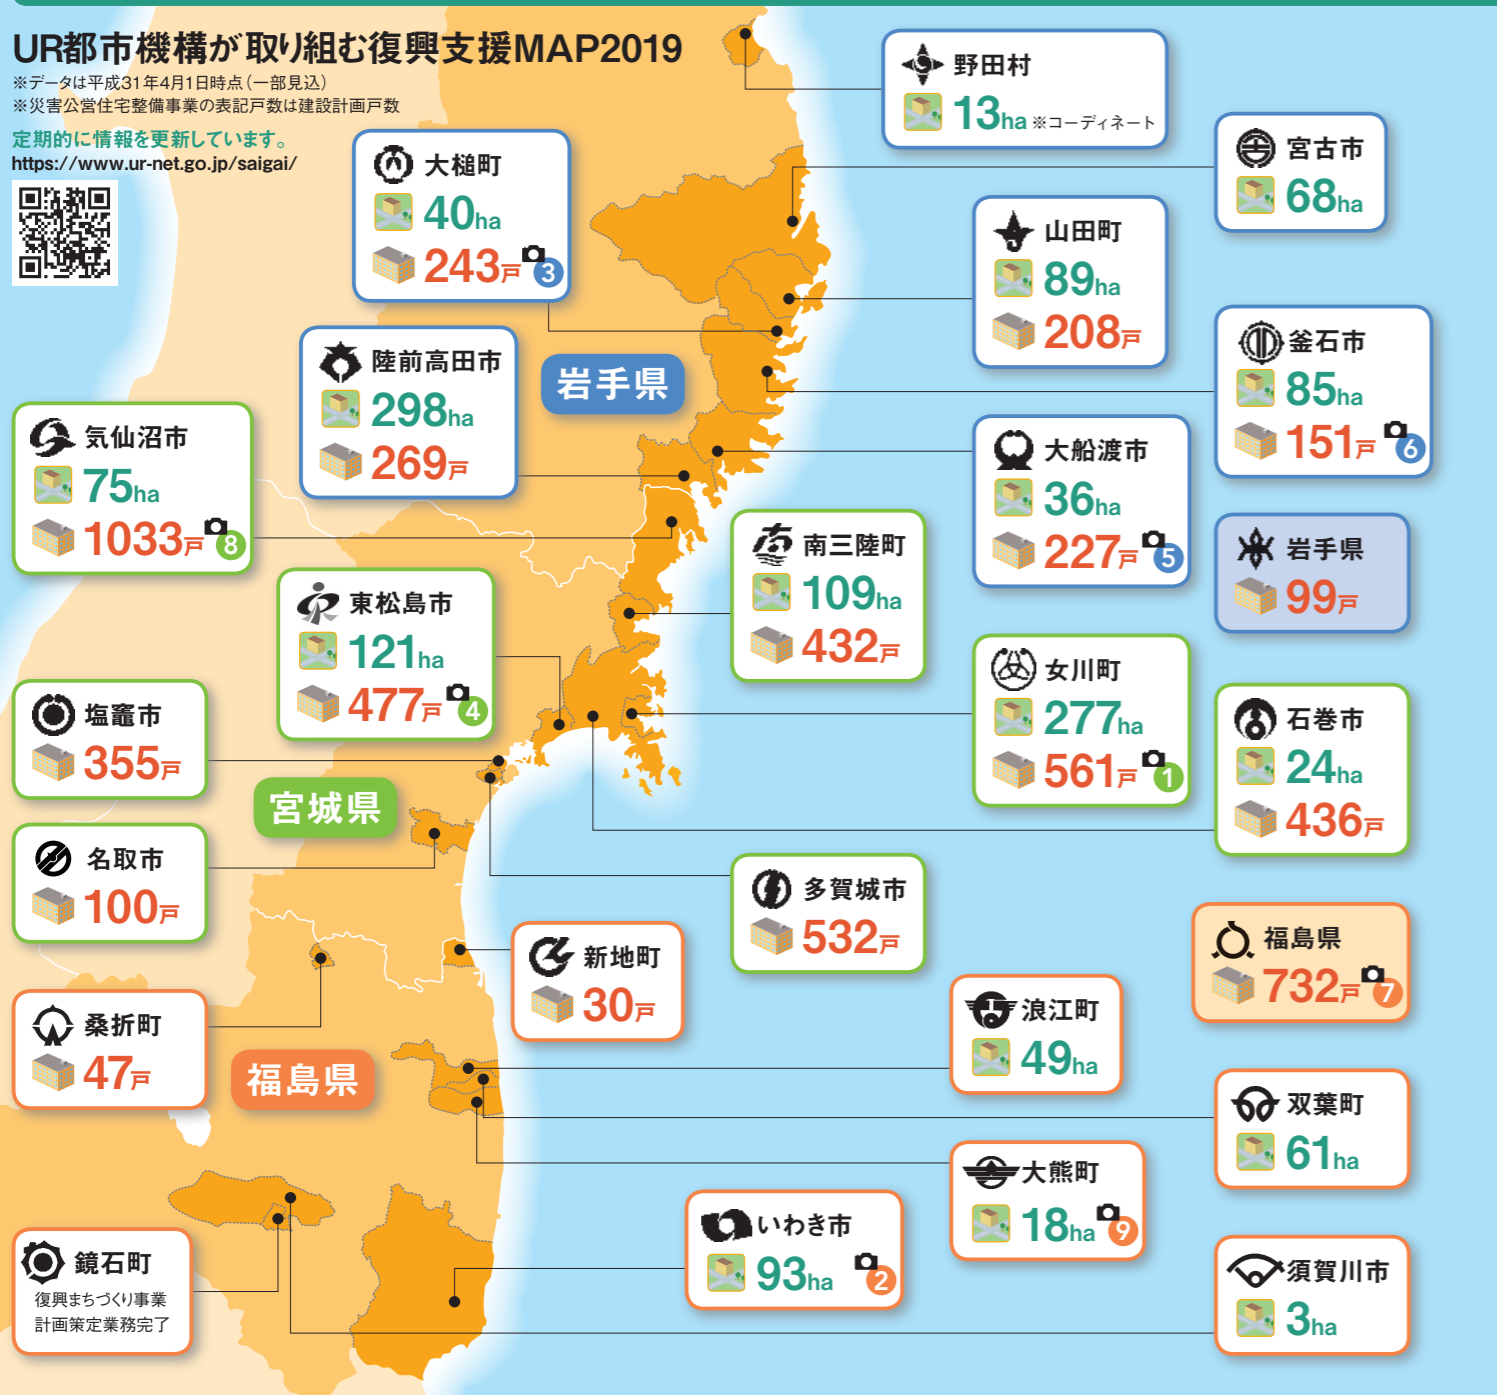 UR都市機構が取り組む復興支援MAP2019
※データは平成31年4月1日時点（一部見込）
※災害公営住宅整備事業の表記戸数は建設計画戸数
定期的に情報を更新しています。
https://www.ur-net.go.jp/saigai/
野田村
13ha ※コーディネート
宮古市
68ha
大槌町
40ha
243戸 3
山田町
89ha
208戸
釜石市
85ha
151戸 6
陸前高田市
298ha
269戸
岩手県
大船渡市
36ha
227戸 5
気仙沼市
75ha
1033戸 8
岩手県
99戸
南三陸町
109ha
432戸
東松島市
121ha
477戸 4
女川町
277ha
561戸 1
石巻市
24ha
436戸
塩竈市
355戸
宮城県
名取市
100戸
多賀城市
532戸
福島県
732戸 7
新地町
30戸
浪江町
49ha
桑折町
47戸
福島県
双葉町
61ha
大熊町
18ha 9
いわき市
93ha 2
鏡石町
復興まちづくり事業
計画策定業務完了
須賀川市
3ha